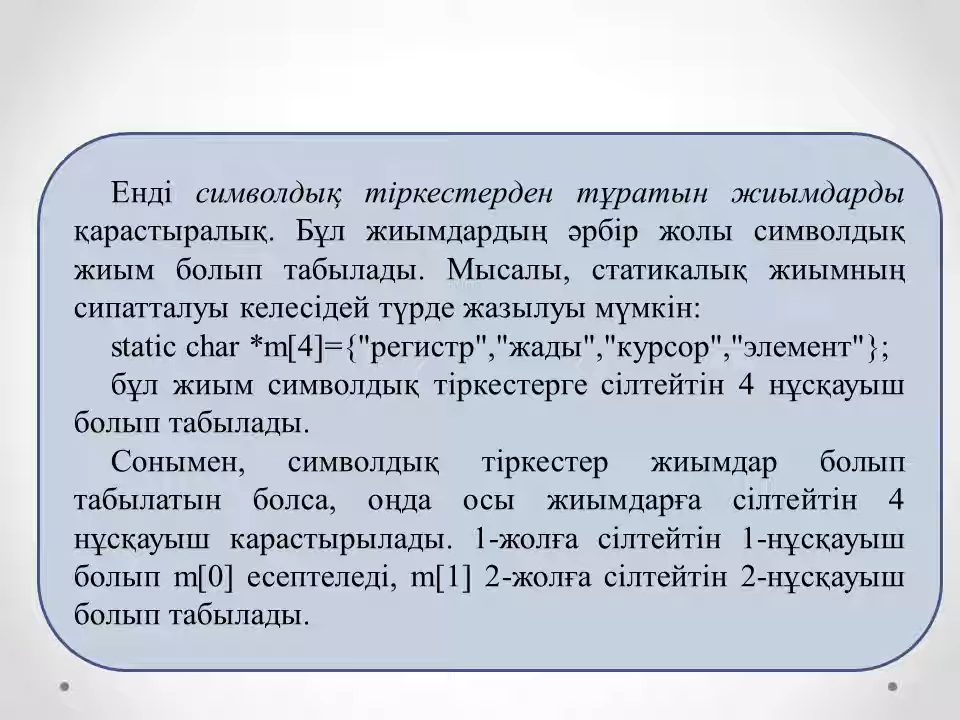 Енді символдық тіркестерден тұратын жиымдарды
қарастыралық. Бұл жиымдардың әрбір жолы символдық
жиым болып табылады. Мысалы, статикалық жиымның
сипатталуы келесідей түрде жазылуы мүмкін:
static char *m[4]={"регистр","жады","курсор","элемент"};
бұл жиым символдық тіркестерге сілтейтін 4 нұсқауыш
болып табылады.
Сонымен, символдық тіркестер жиымдар болып
табылатын болса, оңда осы жиымдарға сілтейтін 4
нұсқауыш карастырылады. 1-жолға сілтейтін 1-нұсқауыш
болып m[0] есептеледі, m[1] 2-жолға сілтейтін 2-нұсқауыш
болып табылады.